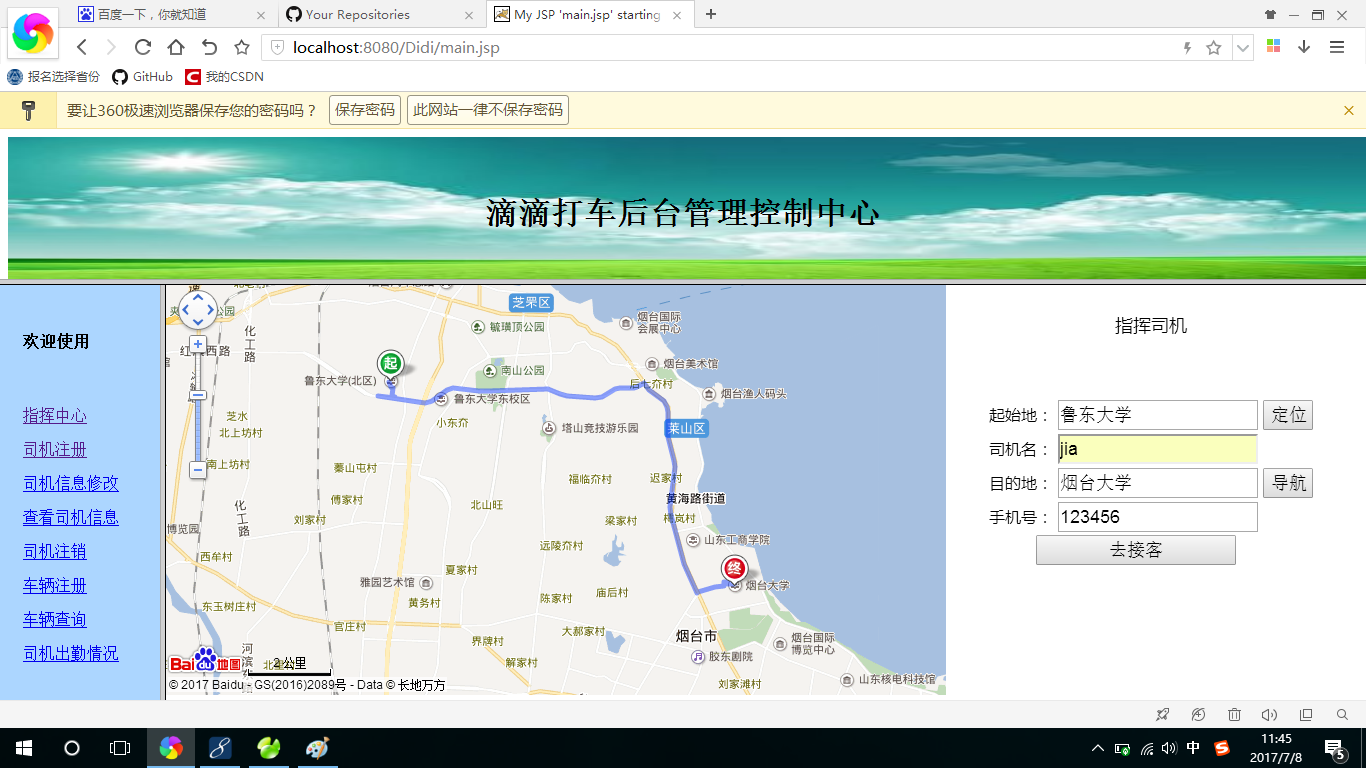 百度一下，你就知道
Your Repositories
My JSP 'main.jsp' starting
localhost:8080/Didi/main.jsp
报名选择省份
GitHub
我的CSDN
要让360极速浏览器保存您的密码吗？
保存密码
此网站一律不保存密码
滴滴打车后台管理控制中心
欢迎使用
指挥中心
司机注册
司机信息修改
查看司机信息
司机注销
车辆注册
车辆查询
司机出勤情况
芝罘区
烟台国际
会展中心
毓璜顶公园
化工路
烟台美术馆
起
南山公园
鲁东大学(北区)
后七夼村
烟台渔人码头
鲁东大学东校区
芝水
小东夼
塔山竞技游乐园
莱山区
北上坊村
南上坊村
蓁山屯村
福临夼村
迟家村
傅家村
北山旺
黄海路街道
化工路
刘家村
梁家村
博览园
山东工商学院
远陵夼村
西牟村
夏家村
终
雅园艺术馆
烟台大学
东玉树庄村
黄务村
陈家村
庙后村
官庄村
大郝家村
烟台市
烟台国际
博览中心
界牌村
解家村
胶东剧院
山东核电科技馆
刘家滩村
Bai du 地图
2 公里
© 2017 Baidu - GS(2016)2089号 - Data © 长地万方
指挥司机
起始地： 鲁东大学 定位
司机名： jia
目的地： 烟台大学 导航
手机号： 123456
去接客
中
11:45
2017/7/8
5